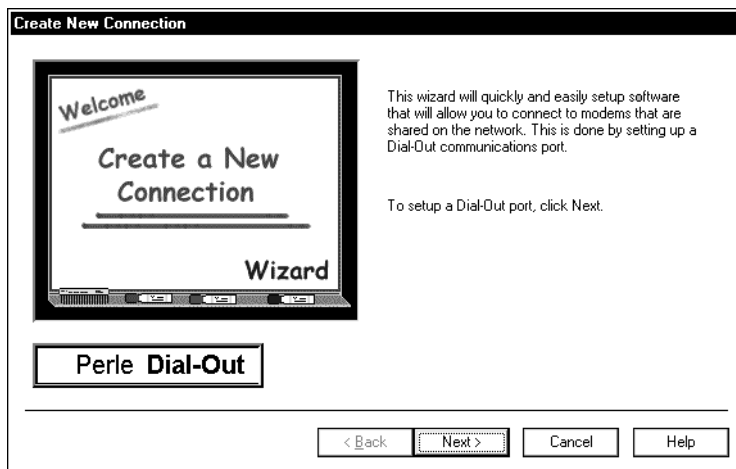 Create New Connection
Welcome
Create a New
Connection
Wizard
This wizard will quickly and easily setup software
that will allow you to connect to modems that are
shared on the network. This is done by setting up a
Dial-Out communications port.
To setup a Dial-Out port, click Next.
Perle Dial-Out
< Back
Next >
Cancel
Help